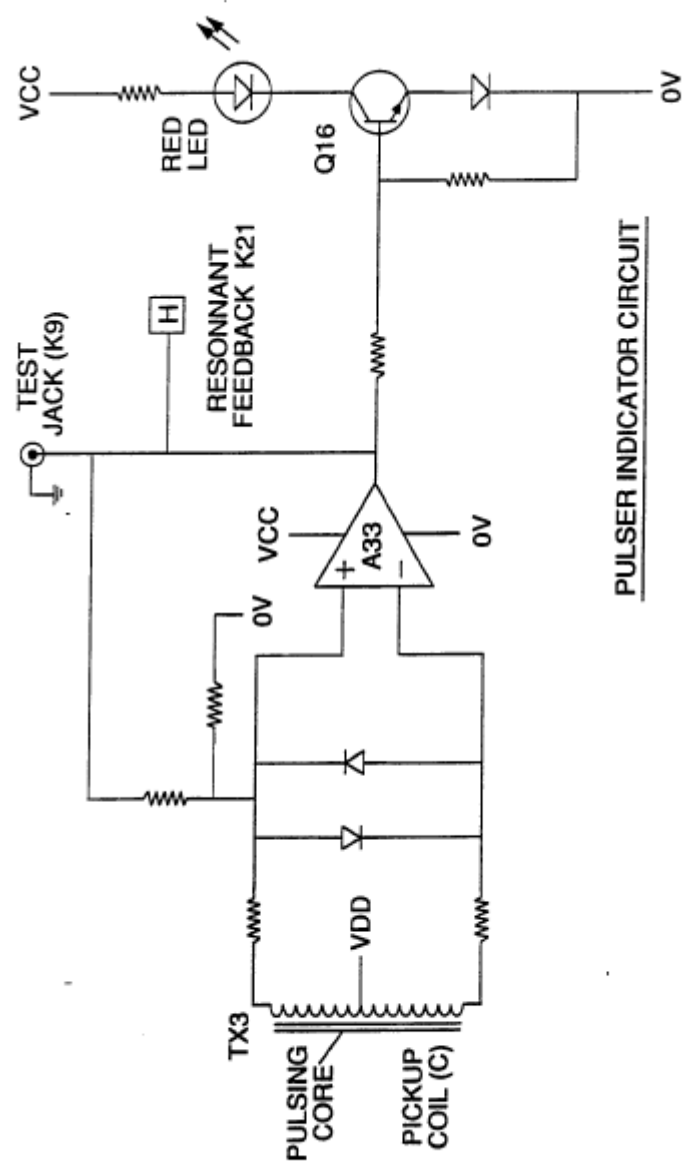 TEST
JACK (K9)
VCC
H
RED
LED
RESONNANT
FEEDBACK K21
Q16
VCC
0V
A33
+
−
0V
0V
TX3
PULSING
CORE
VDD
PICKUP
COIL (C)
PULSER INDICATOR CIRCUIT